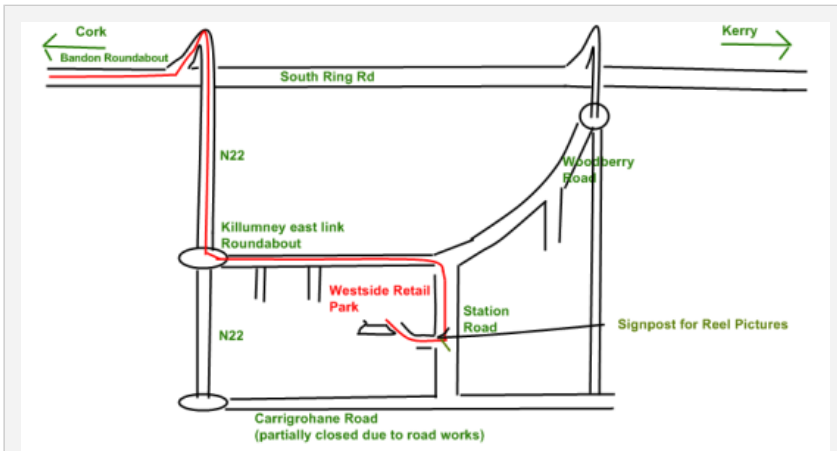 Cork
Kerry
Bandon Roundabout
South Ring Rd
N22
Woodberry
Road
Killumney east link
Roundabout
Westside Retail
Park
Station
Road
Signpost for Reel Pictures
N22
Carrigrohane Road
(partially closed due to road works)